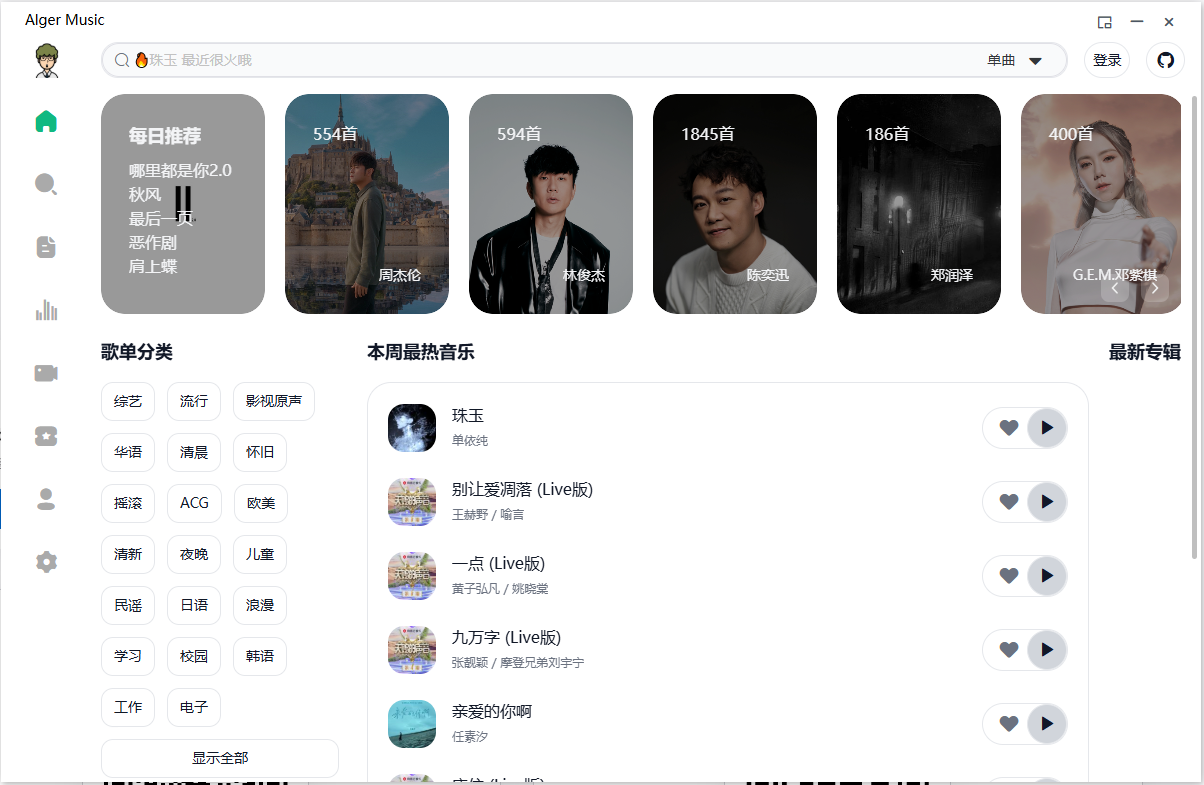 Alger Music
珠玉 最近很火哦
单曲
登录
每日推荐
哪里都是你2.0
秋风
最后一页
恶作剧
肩上蝶
554首
周杰伦
594首
林俊杰
1845首
陈奕迅
186首
郑润泽
400首
G.E.M.邓紫棋
歌单分类
综艺 流行 影视原声
华语 清晨 怀旧
摇滚 ACG 欧美
清新 夜晚 儿童
民谣 日语 浪漫
学习 校园 韩语
工作 电子
显示全部
本周最热音乐
珠玉
单依纯
别让爱凋落 (Live版)
王赫野 / 喻言
一点 (Live版)
黄子弘凡 / 姚晓棠
九万字 (Live版)
张靓颖 / 摩登兄弟刘宇宁
亲爱的你啊
任素汐
最新专辑